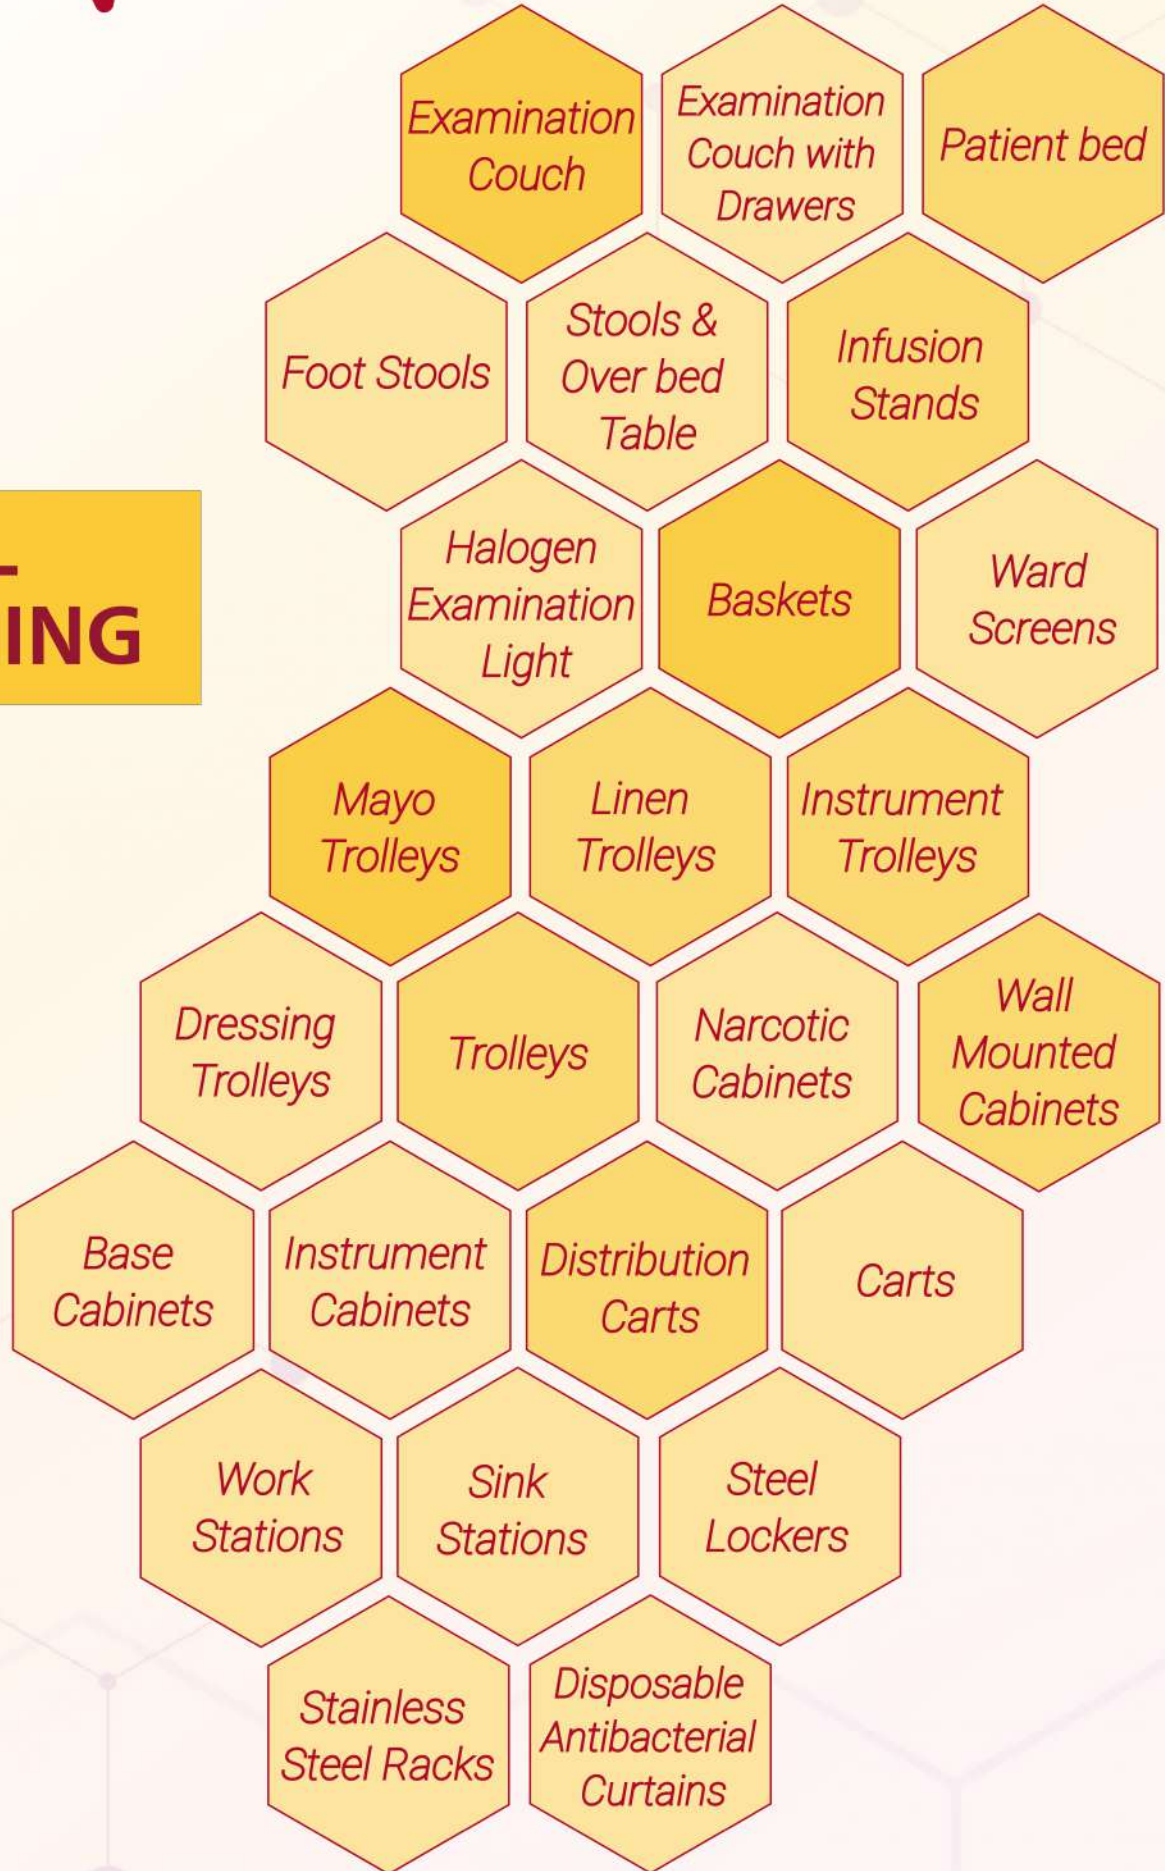 Examination
Couch
Examination
Couch with
Drawers
Patient bed
Foot Stools
Stools &
Over bed
Table
Infusion
Stands
ING
Halogen
Examination
Light
Baskets
Ward
Screens
Mayo
Trolleys
Linen
Trolleys
Instrument
Trolleys
Dressing
Trolleys
Trolleys
Narcotic
Cabinets
Wall
Mounted
Cabinets
Base
Cabinets
Instrument
Cabinets
Distribution
Carts
Carts
Work
Stations
Sink
Stations
Steel
Lockers
Stainless
Steel Racks
Disposable
Antibacterial
Curtains